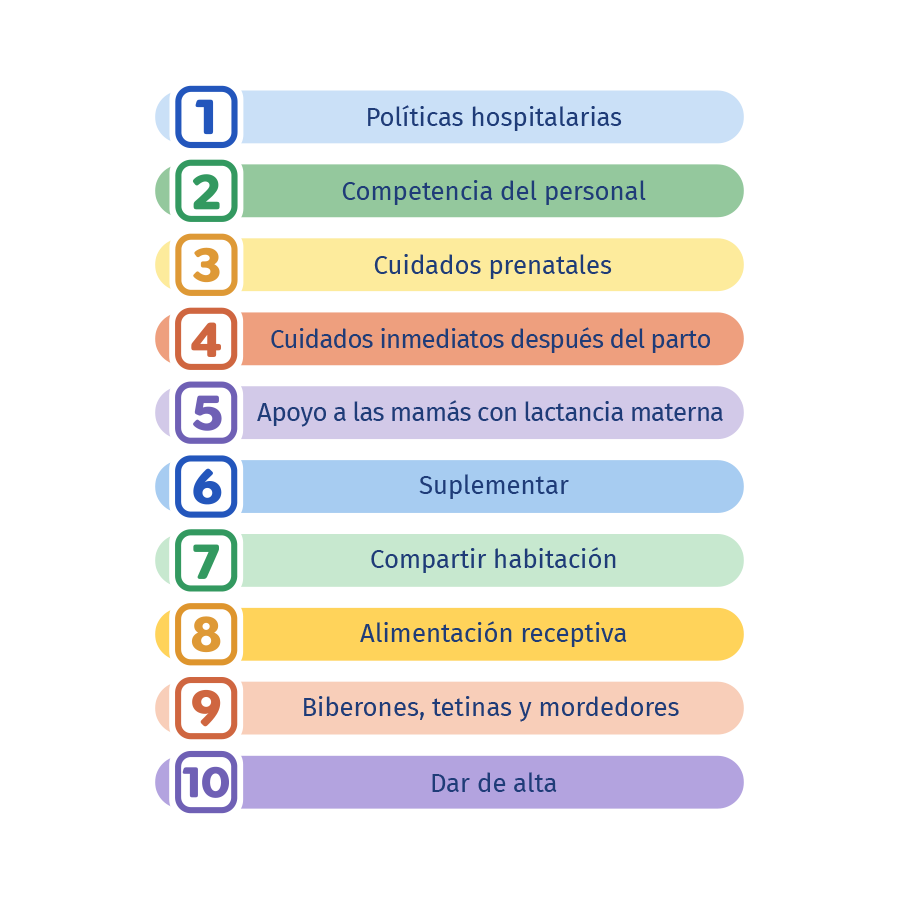 1 Políticas hospitalarias
2 Competencia del personal
3 Cuidados prenatales
4 Cuidados inmediatos después del parto
5 Apoyo a las mamás con lactancia materna
6 Suplementar
7 Compartir habitación
8 Alimentación receptiva
9 Biberones, tetinas y mordedores
10 Dar de alta